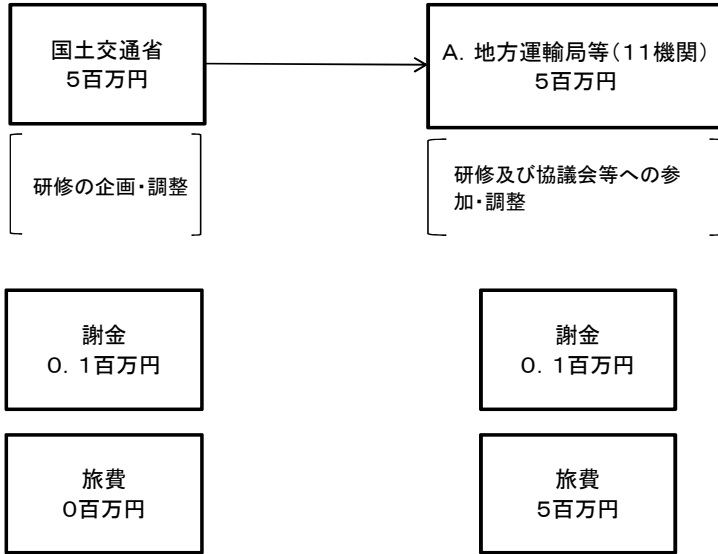 国土交通省
5百万円
A．地方運輸局等（11機関）
5百万円
研修の企画・調整
研修及び協議会等への参
加・調整
謝金
0．1百万円
謝金
0．1百万円
旅費
0百万円
旅費
5百万円